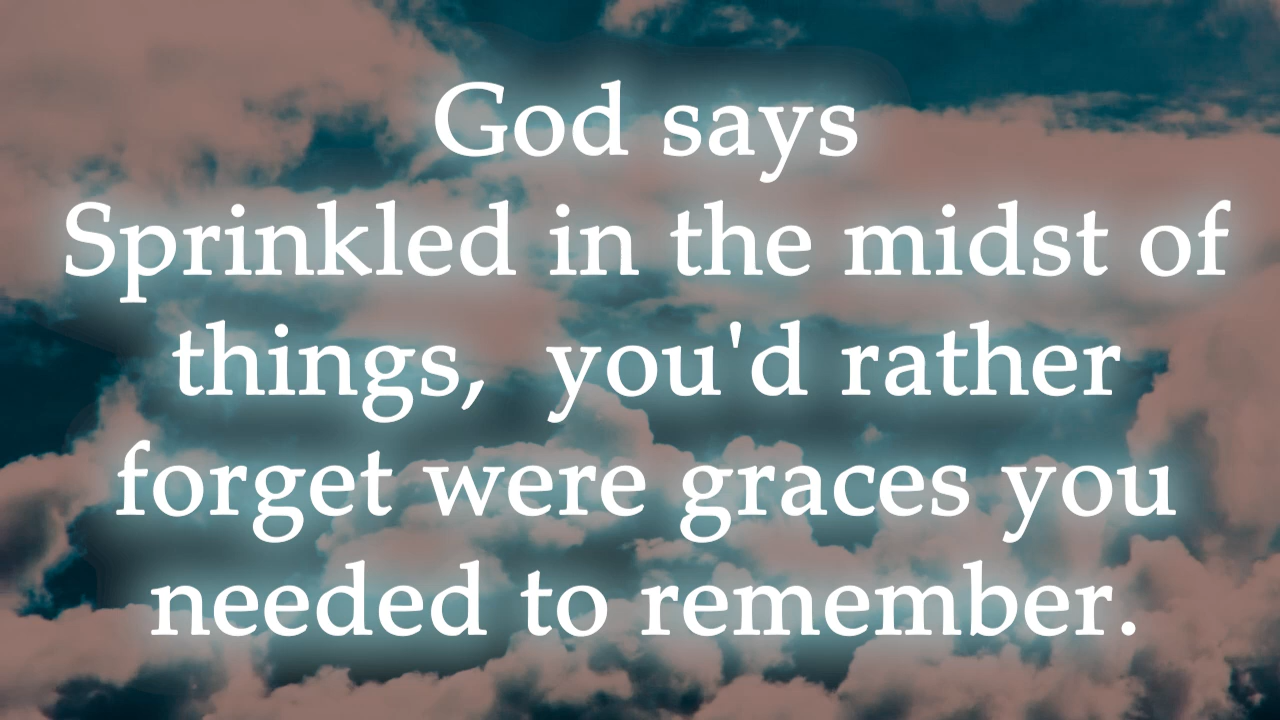 God says
Sprinkled in the midst of
things,  you'd rather
forget were graces you
needed to remember.